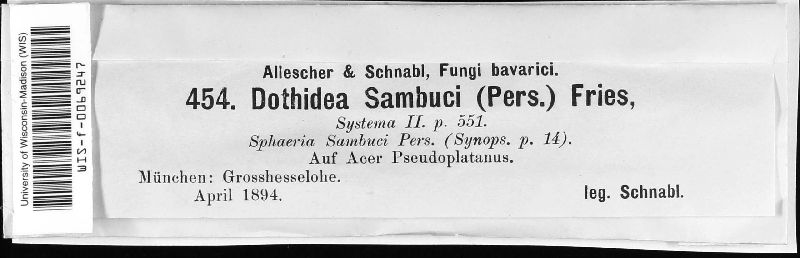 University of Wisconsin-Madison (WIS)
WIS-f-0069247
Allescher & Schnabl, Fungi bavarici.
454. Dothidea Sambuci (Pers.) Fries,
Systema II. p. 551.
Sphaeria Sambuci Pers. (Synops. p. 14).
Auf Acer Pseudoplatanus.
München: Grosshesselohe.
April 1894.
leg. Schnabl.